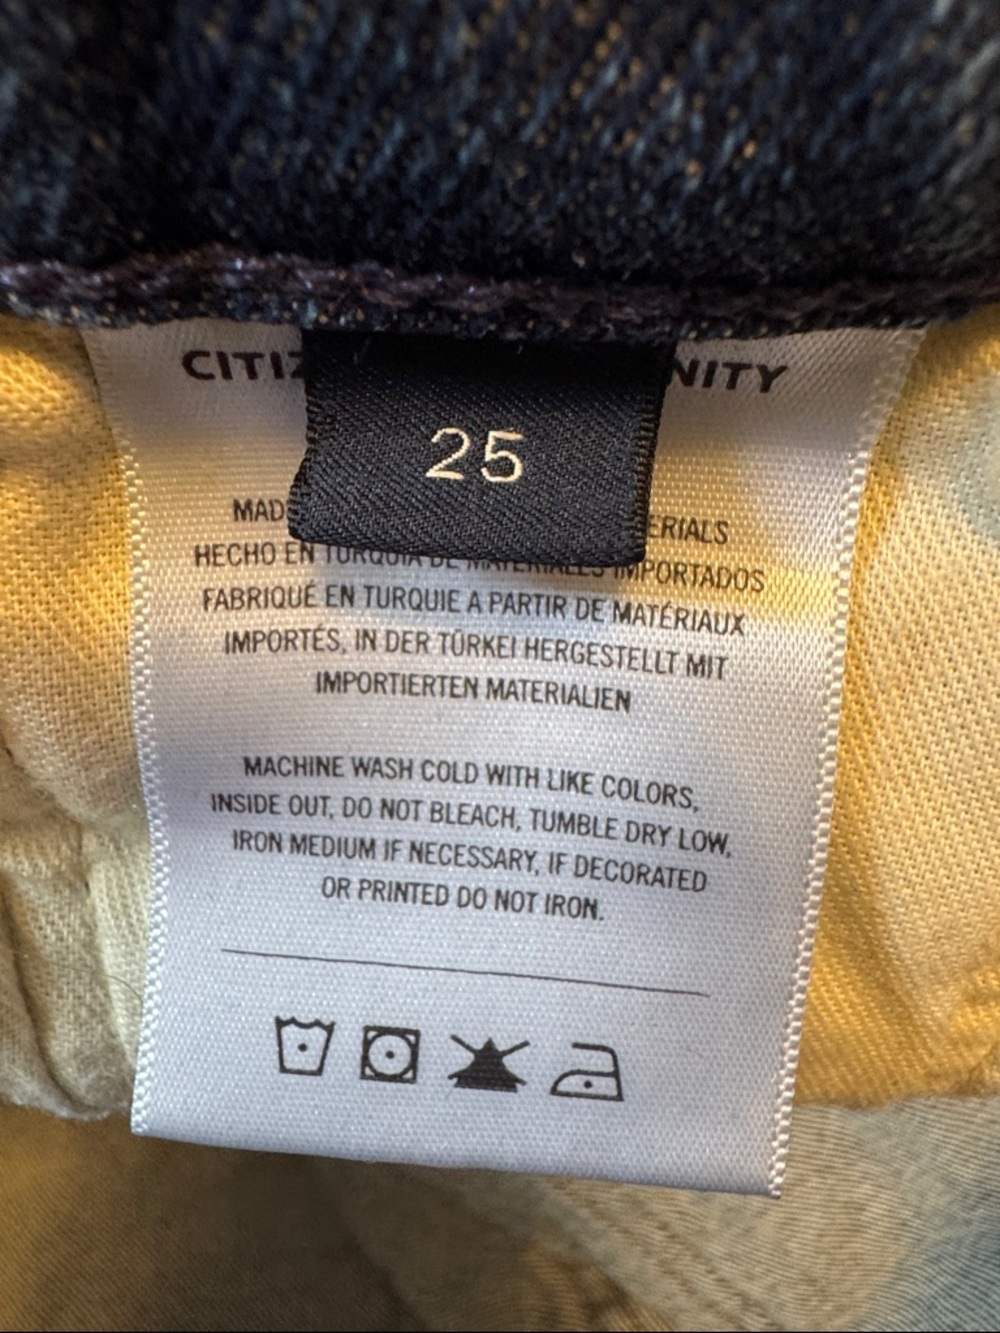 CITIZ NITY
25
MAD ERIALS
HECHO EN TURQUIA DE MATERIALES IMPORTADOS
FABRIQUÉ EN TURQUIE A PARTIR DE MATÉRIAUX
IMPORTÉS, IN DER TÜRKEI HERGESTELLT MIT
IMPORTIERTEN MATERIALIEN
MACHINE WASH COLD WITH LIKE COLORS,
INSIDE OUT, DO NOT BLEACH, TUMBLE DRY LOW,
IRON MEDIUM IF NECESSARY, IF DECORATED
OR PRINTED DO NOT IRON.